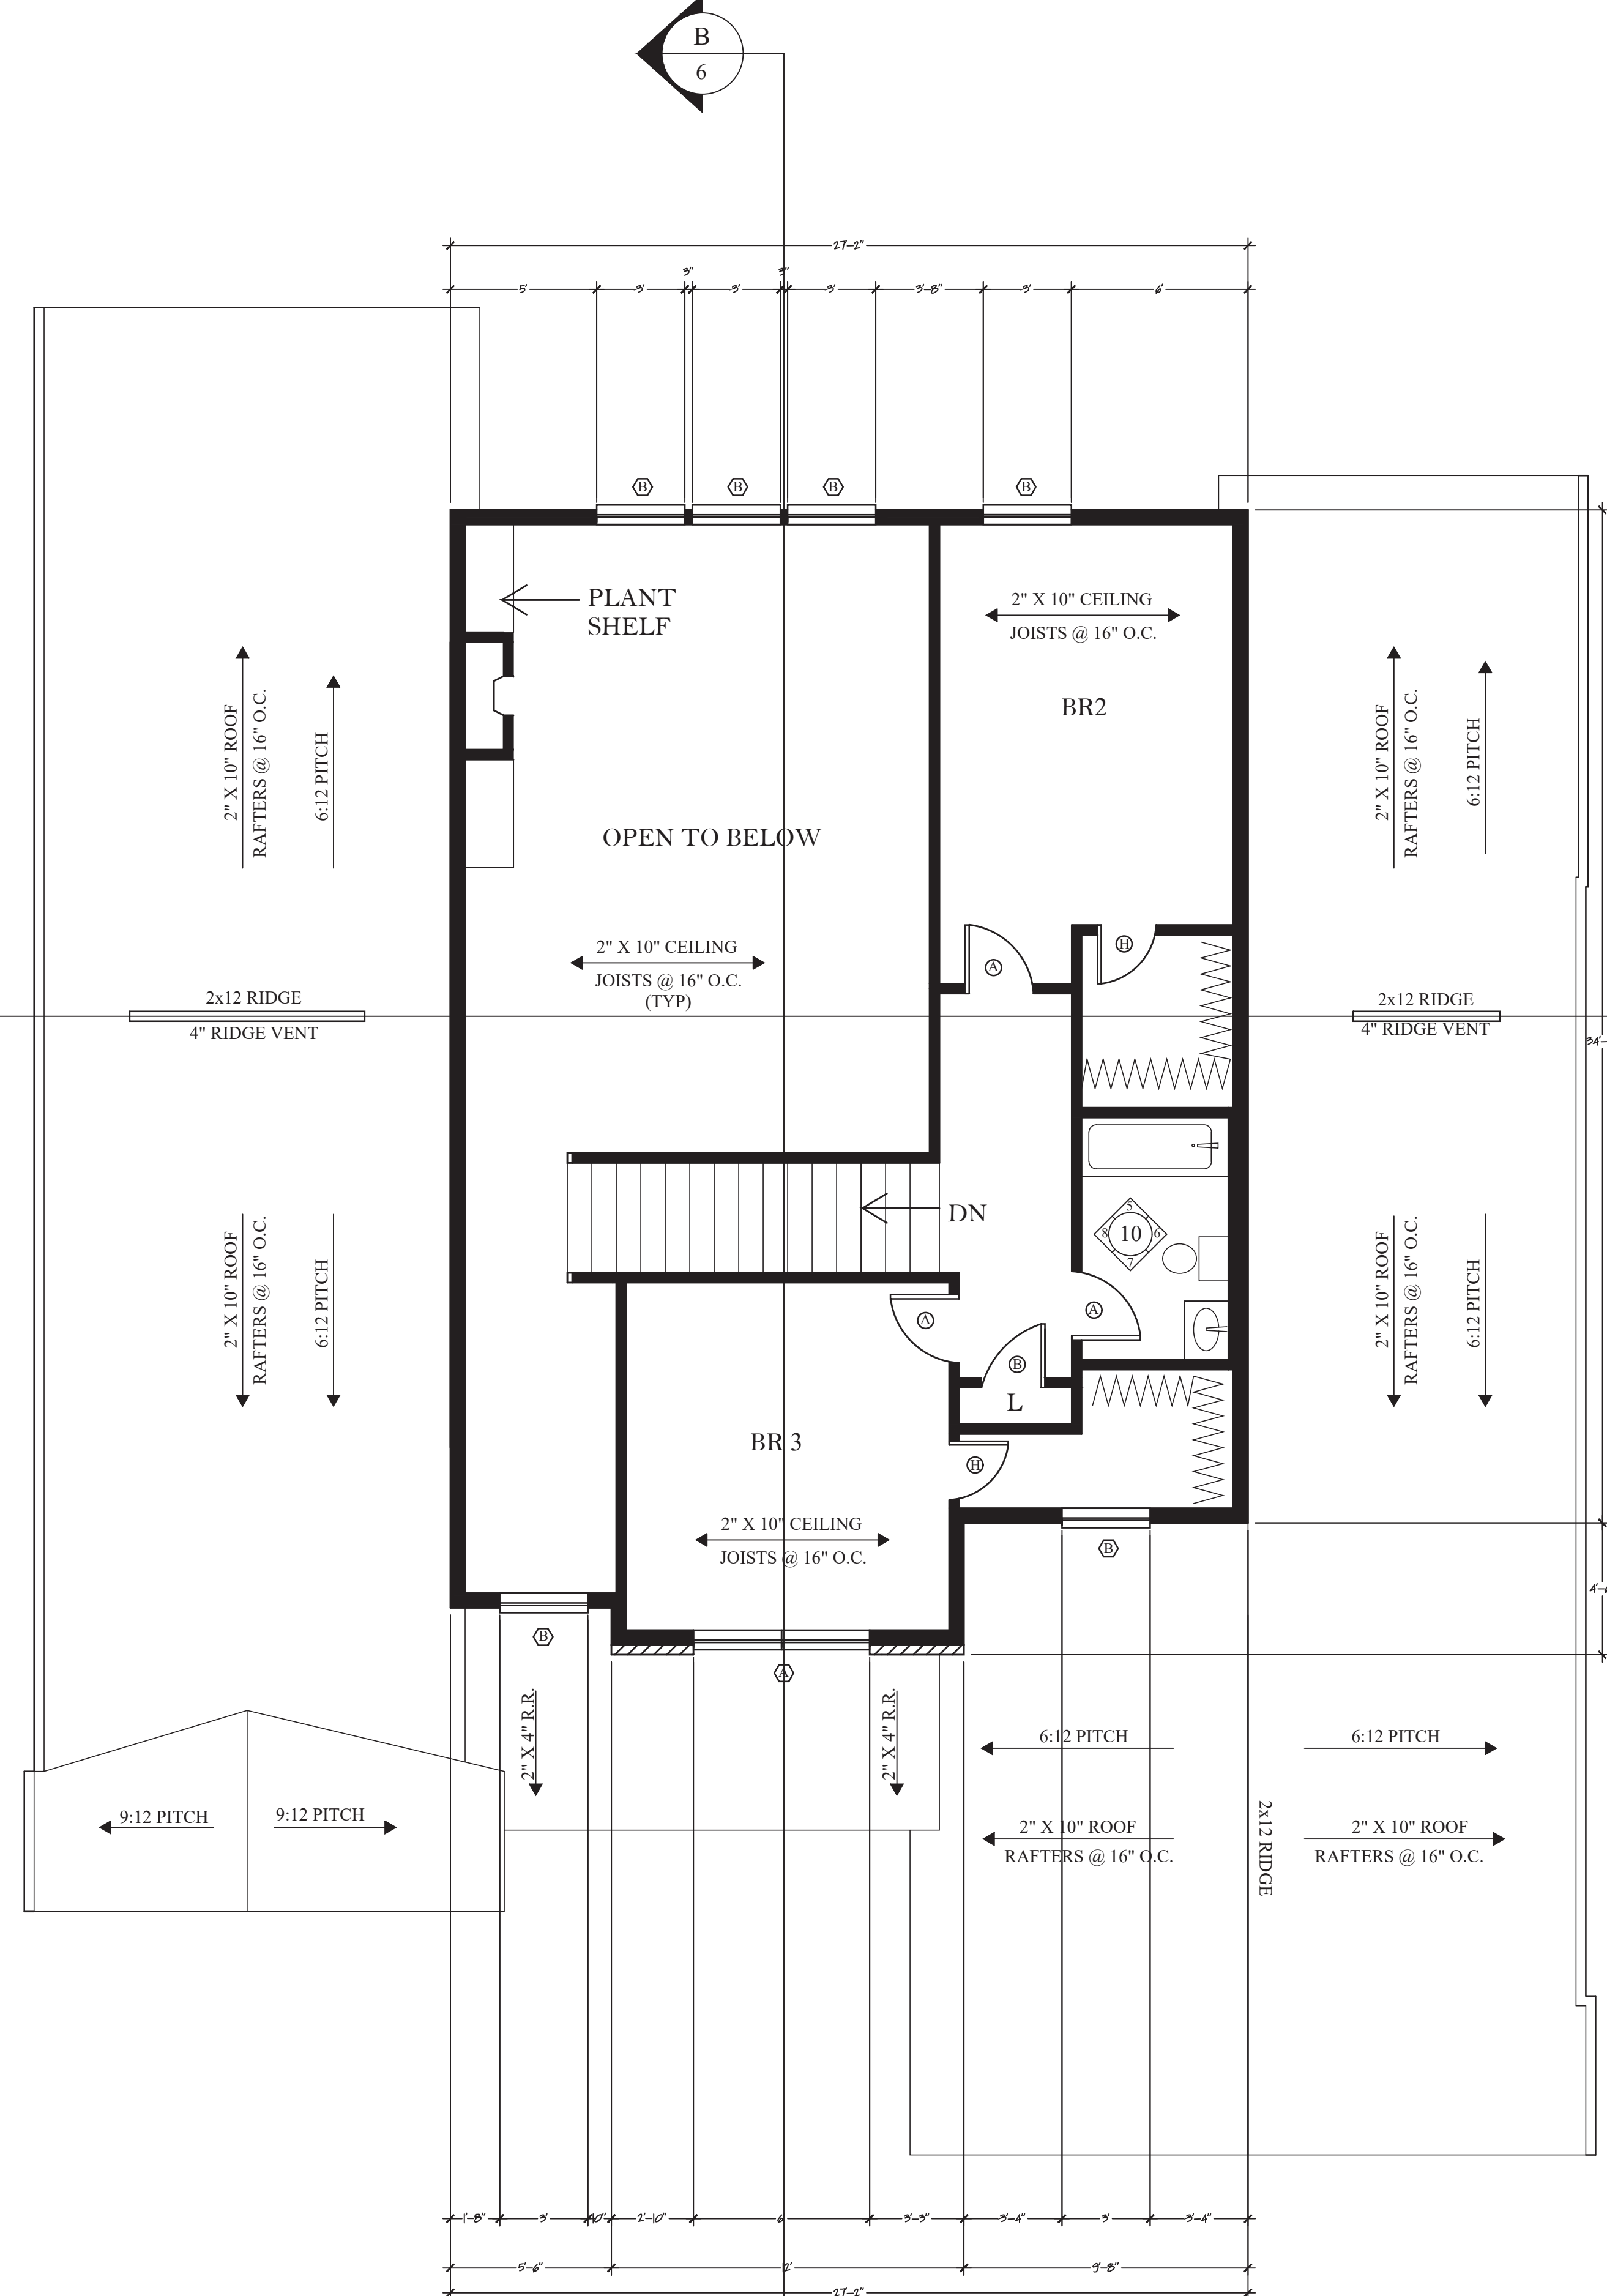 B
6
27'-2"
3" 3"
5' 3' 3' 3' 3'-8" 3' 6'
B B B B
PLANT
SHELF
2" X 10" CEILING
JOISTS @ 16" O.C.
BR2
2" X 10" ROOF
RAFTERS @ 16" O.C.
6:12 PITCH
2" X 10" ROOF
RAFTERS @ 16" O.C.
6:12 PITCH
OPEN TO BELOW
2" X 10" CEILING
JOISTS @ 16" O.C.
(TYP)
A
H
2x12 RIDGE
4" RIDGE VENT
2x12 RIDGE
4" RIDGE VENT
34'-
DN
5
8 10 6
7
2" X 10" ROOF
RAFTERS @ 16" O.C.
6:12 PITCH
2" X 10" ROOF
RAFTERS @ 16" O.C.
6:12 PITCH
A
A
B
L
BR 3
H
2" X 10" CEILING
JOISTS @ 16" O.C.
B
B
A
2" X 4" R.R.
2" X 4" R.R.
6:12 PITCH
6:12 PITCH
9:12 PITCH
9:12 PITCH
2" X 10" ROOF
RAFTERS @ 16" O.C.
2x12 RIDGE
2" X 10" ROOF
RAFTERS @ 16" O.C.
1'-8" 3' 10" 2'-10" 6' 3'-3" 3'-4" 3' 3'-4"
5'-6" 12' 9'-8"
27'-2"